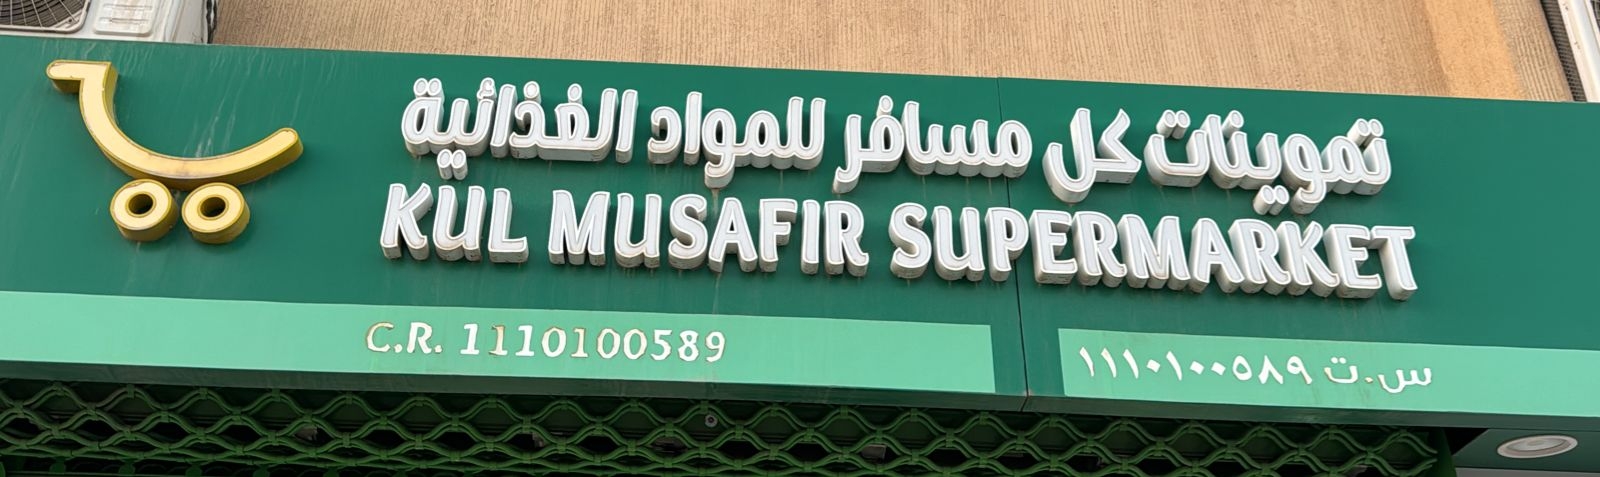 تموينات كل مسافر للمواد الغذائية
KUL MUSAFIR SUPERMARKET
C.R. 1110100589
س.ت ١١١٠١٠٠٥٨٩